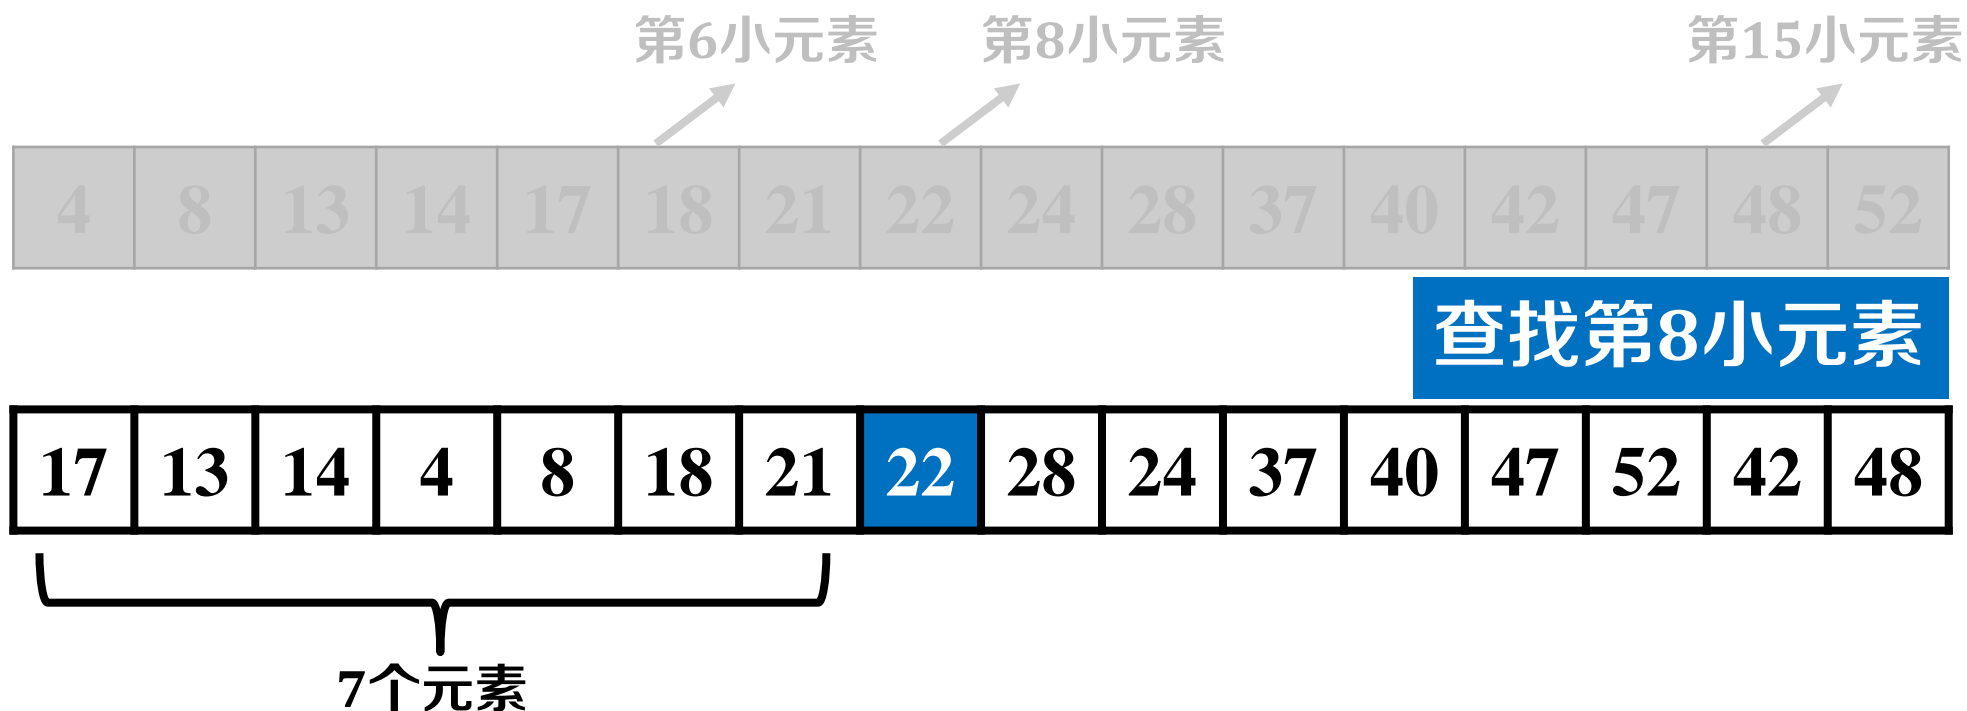 第6小元素 第8小元素 第15小元素
4 8 13 14 17 18 21 22 24 28 37 40 42 47 48 52
查找第8小元素
17 13 14 4 8 18 21 22 28 24 37 40 47 52 42 48
7个元素